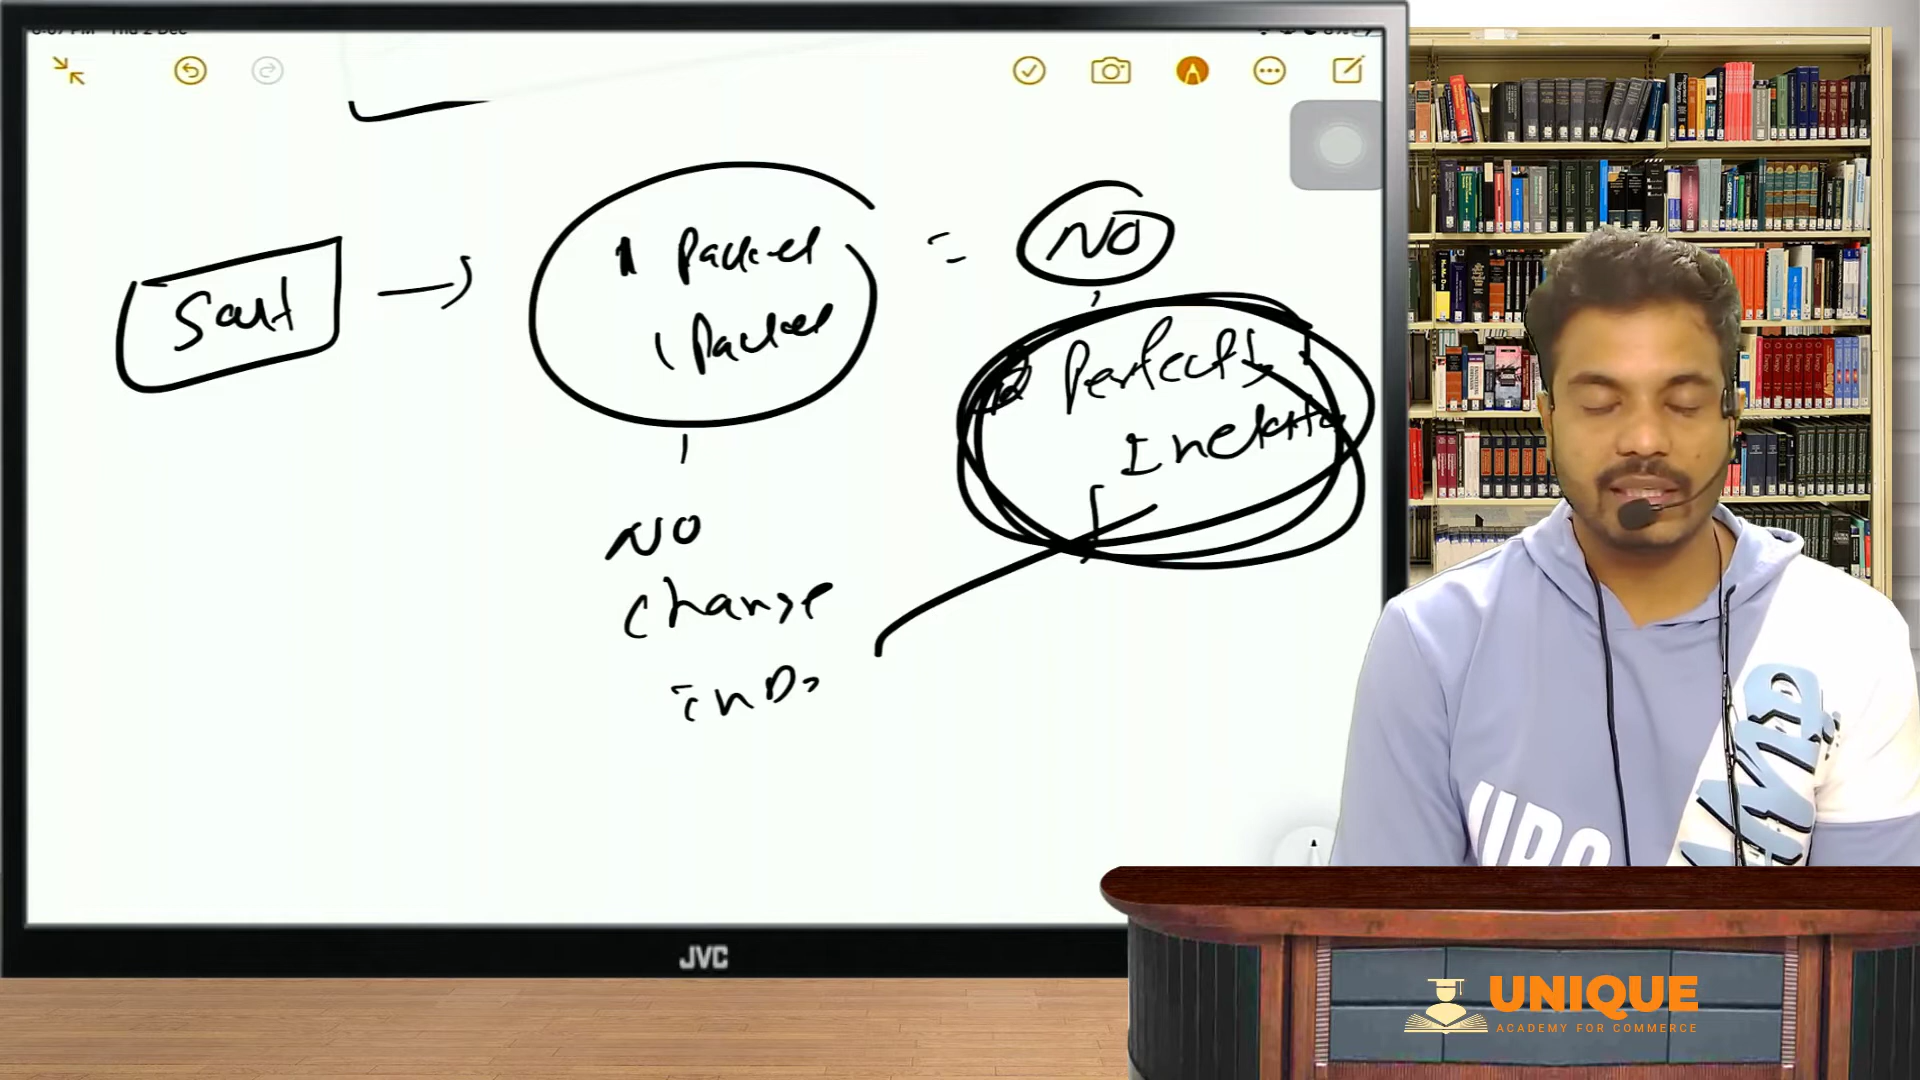 Salt
1 Packet
1 Packet
= NO
Perfectly
Inelastic
NO
change
in D
JVC
UNIQUE
ACADEMY FOR COMMERCE